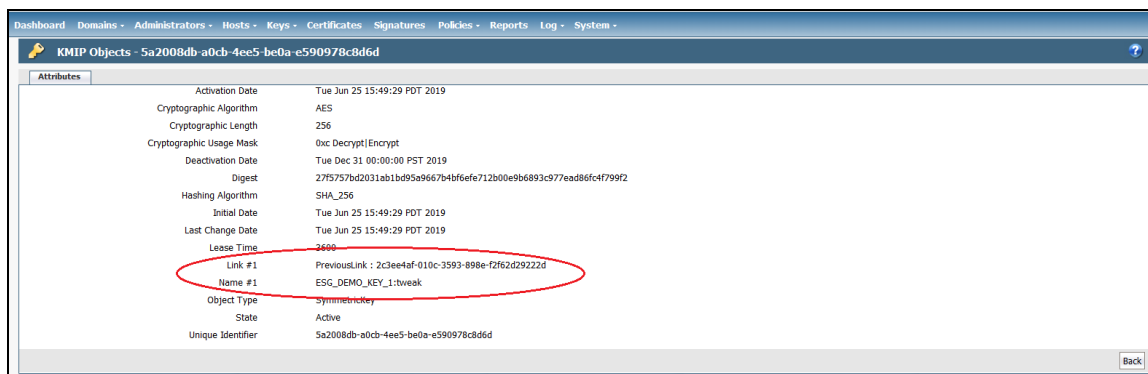 Dashboard Domains Administrators Hosts Keys Certificates Signatures Policies Reports Log System
KMIP Objects - 5a2008db-a0cb-4ee5-be0a-e590978c8d6d ?
Attributes
Activation Date Tue Jun 25 15:49:29 PDT 2019
Cryptographic Algorithm AES
Cryptographic Length 256
Cryptographic Usage Mask 0xc Decrypt|Encrypt
Deactivation Date Tue Dec 31 00:00:00 PST 2019
Digest 27f5757bd2031ab1bd95a9667b4bf6efe712b00e9b6893c977ead86fc4f799f2
Hashing Algorithm SHA_256
Initial Date Tue Jun 25 15:49:29 PDT 2019
Last Change Date Tue Jun 25 15:49:29 PDT 2019
Lease Time 3600
Link #1 PreviousLink : 2c3ee4af-010c-3593-898e-f2f62d29222d
Name #1 ESG_DEMO_KEY_1:tweak
Object Type SymmetricKey
State Active
Unique Identifier 5a2008db-a0cb-4ee5-be0a-e590978c8d6d
Back